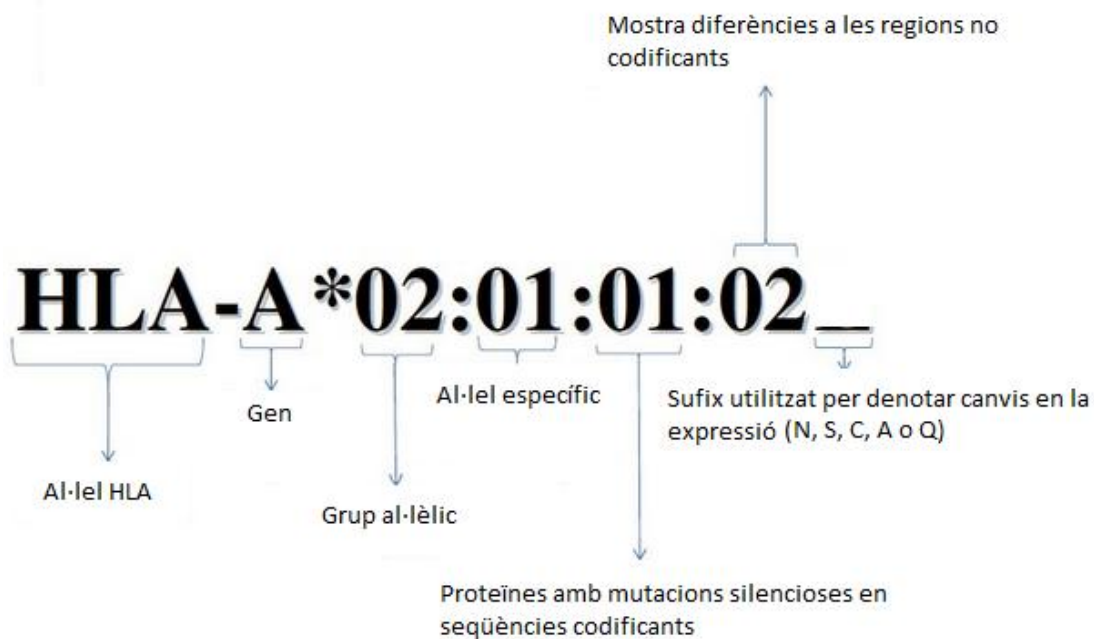 Mostra diferències a les regions no
codificants
HLA-A*02:01:01:02_
Al·lel específic
Sufix utilitzat per denotar canvis en la
expressió (N, S, C, A o Q)
Gen
Al·lel HLA
Grup al·lèlic
Proteïnes amb mutacions silencioses en
seqüències codificants